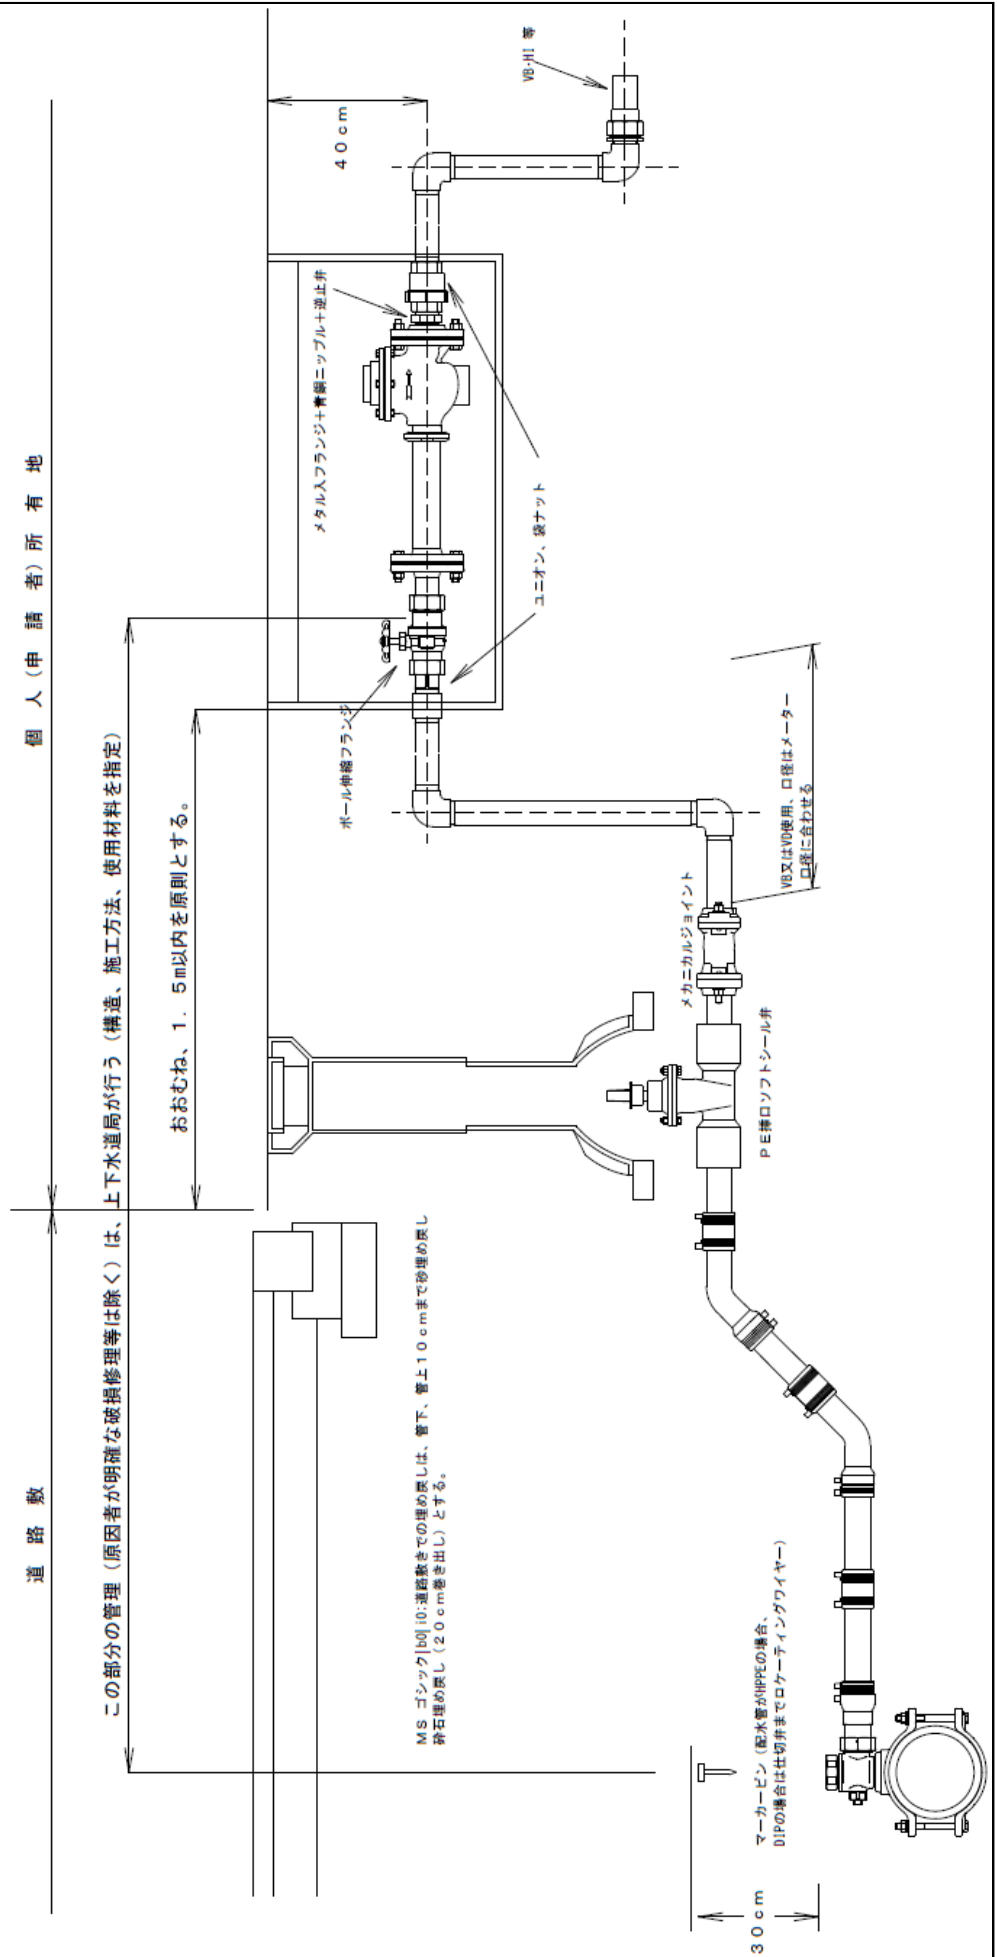 道路敷
個人(申請者)所有地
この部分の管理(原因者が明確な破損修理等は除く)は、上下水道局が行う(構造、施工方法、使用材料を指定)
おおむね、1.5m以内を原則とする。
40cm
VB-HI 等
メタル入フランジ+青銅ニップル+逆止弁
ボール伸縮フランジ
ユニオン、袋ナット
MS ゴシック|b0|i0;道路敷きでの埋め戻しは、管下、管上10cmまで砂埋め戻し
砕石埋め戻し(20cm巻き出し)とする。
メカニカルジョイント
PE挿口ソフトシール弁
VB又はVD使用、口径はメーター
口径に合わせる
マーカーピン(配水管がHPPEの場合、
DIPの場合は仕切弁までロケーティングワイヤー)
30cm